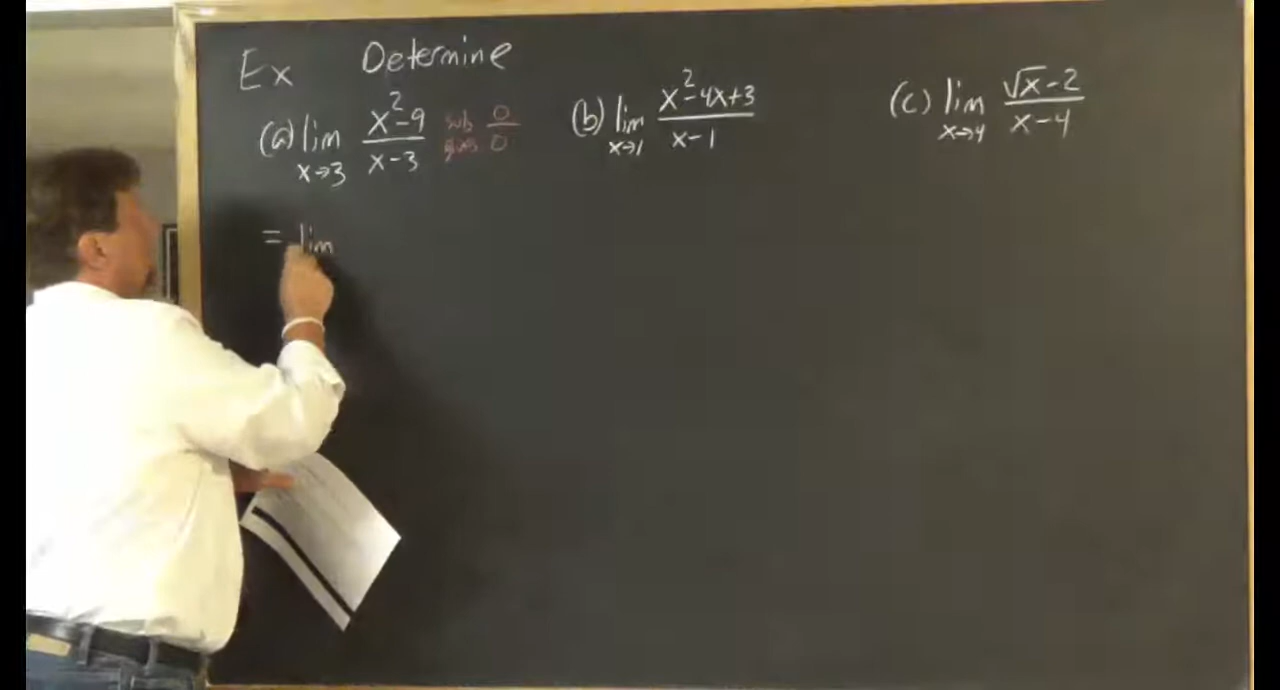 Ex Determine
(a) lim x→3 x²-9 / x-3 sub gives 0/0
(b) lim x→1 x²-4x+3 / x-1
(c) lim x→4 √x-2 / x-4
= lim